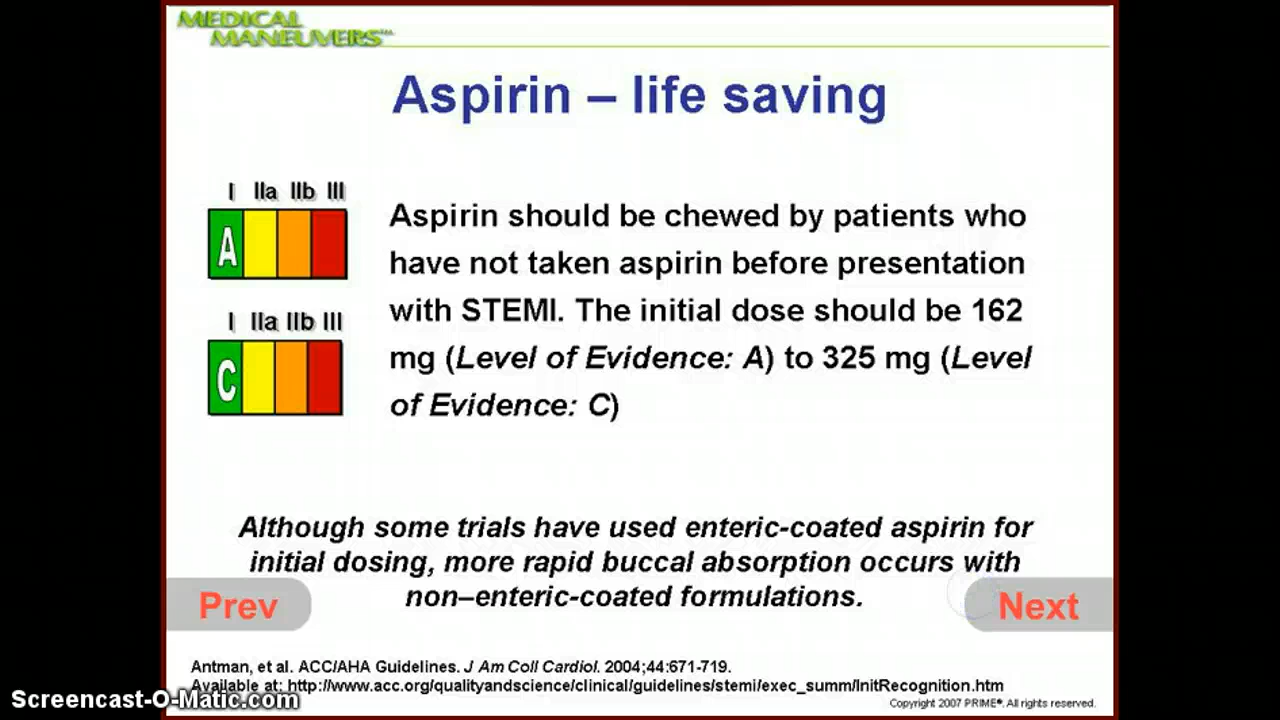 MEDICAL
MANEUVERS™
Aspirin – life saving
I IIa IIb III
A
I IIa IIb III
C
Aspirin should be chewed by patients who
have not taken aspirin before presentation
with STEMI. The initial dose should be 162
mg (Level of Evidence: A) to 325 mg (Level
of Evidence: C)
Although some trials have used enteric-coated aspirin for
initial dosing, more rapid buccal absorption occurs with
non–enteric-coated formulations.
Prev
Next
Antman, et al. ACC/AHA Guidelines. J Am Coll Cardiol. 2004;44:671-719.
Available at: http://www.acc.org/qualityandscience/clinical/guidelines/stemi/exec_summ/InitRecognition.htm
Copyright 2007 PRIME®. All rights reserved.
Screencast-O-Matic.com